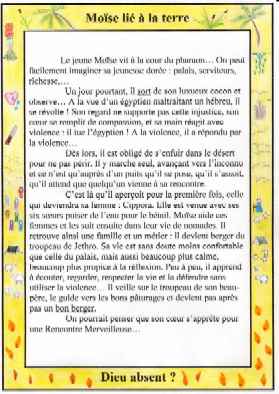 Moïse lié à la terre
Le jeune Moïse vit à la cour du pharaon… On peut
facilement imaginer sa jeunesse dorée : palais, serviteurs,
richesse,…
Un jour pourtant, il sort de son luxueux cocon et
observe… A la vue d'un égyptien maltraitant un hébreu, il
se révolte ! Son regard ne supporte pas cette injustice, son
cœur se remplit de compassion, et sa main réagit avec
violence : il tue l'égyptien ! A la violence, il a répondu par
la violence…
Dès lors, il est obligé de s'enfuir dans le désert
pour ne pas périr. Il y marche seul, avançant vers l'inconnu
et ce n'est qu'auprès d'un puits qu'il se pose, qu'il s'assoit,
qu'il attend que quelqu'un vienne à sa rencontre.
C'est là qu'il aperçoit pour la première fois, celle
qui deviendra sa femme : Cippora. Elle est venue avec ses
six sœurs puiser de l'eau pour le bétail. Moïse aide ces
femmes et les suit ensuite dans leur vie de nomades. Il
retrouve ainsi une famille et un métier : Il devient berger du
troupeau de Jethro. Sa vie est sans doute moins confortable
que celle du palais, mais aussi beaucoup plus calme,
beaucoup plus propice à la réflexion. Peu à peu, il apprend
à écouter, regarder, respecter la vie et la défendre sans
utiliser la violence… Il veille sur le troupeau de son beau-
père, le guide vers les bons pâturages et devient pas après
pas un bon berger.
On pourrait penser que son cœur s'apprête pour
une Rencontre Merveilleuse…
Dieu absent ?